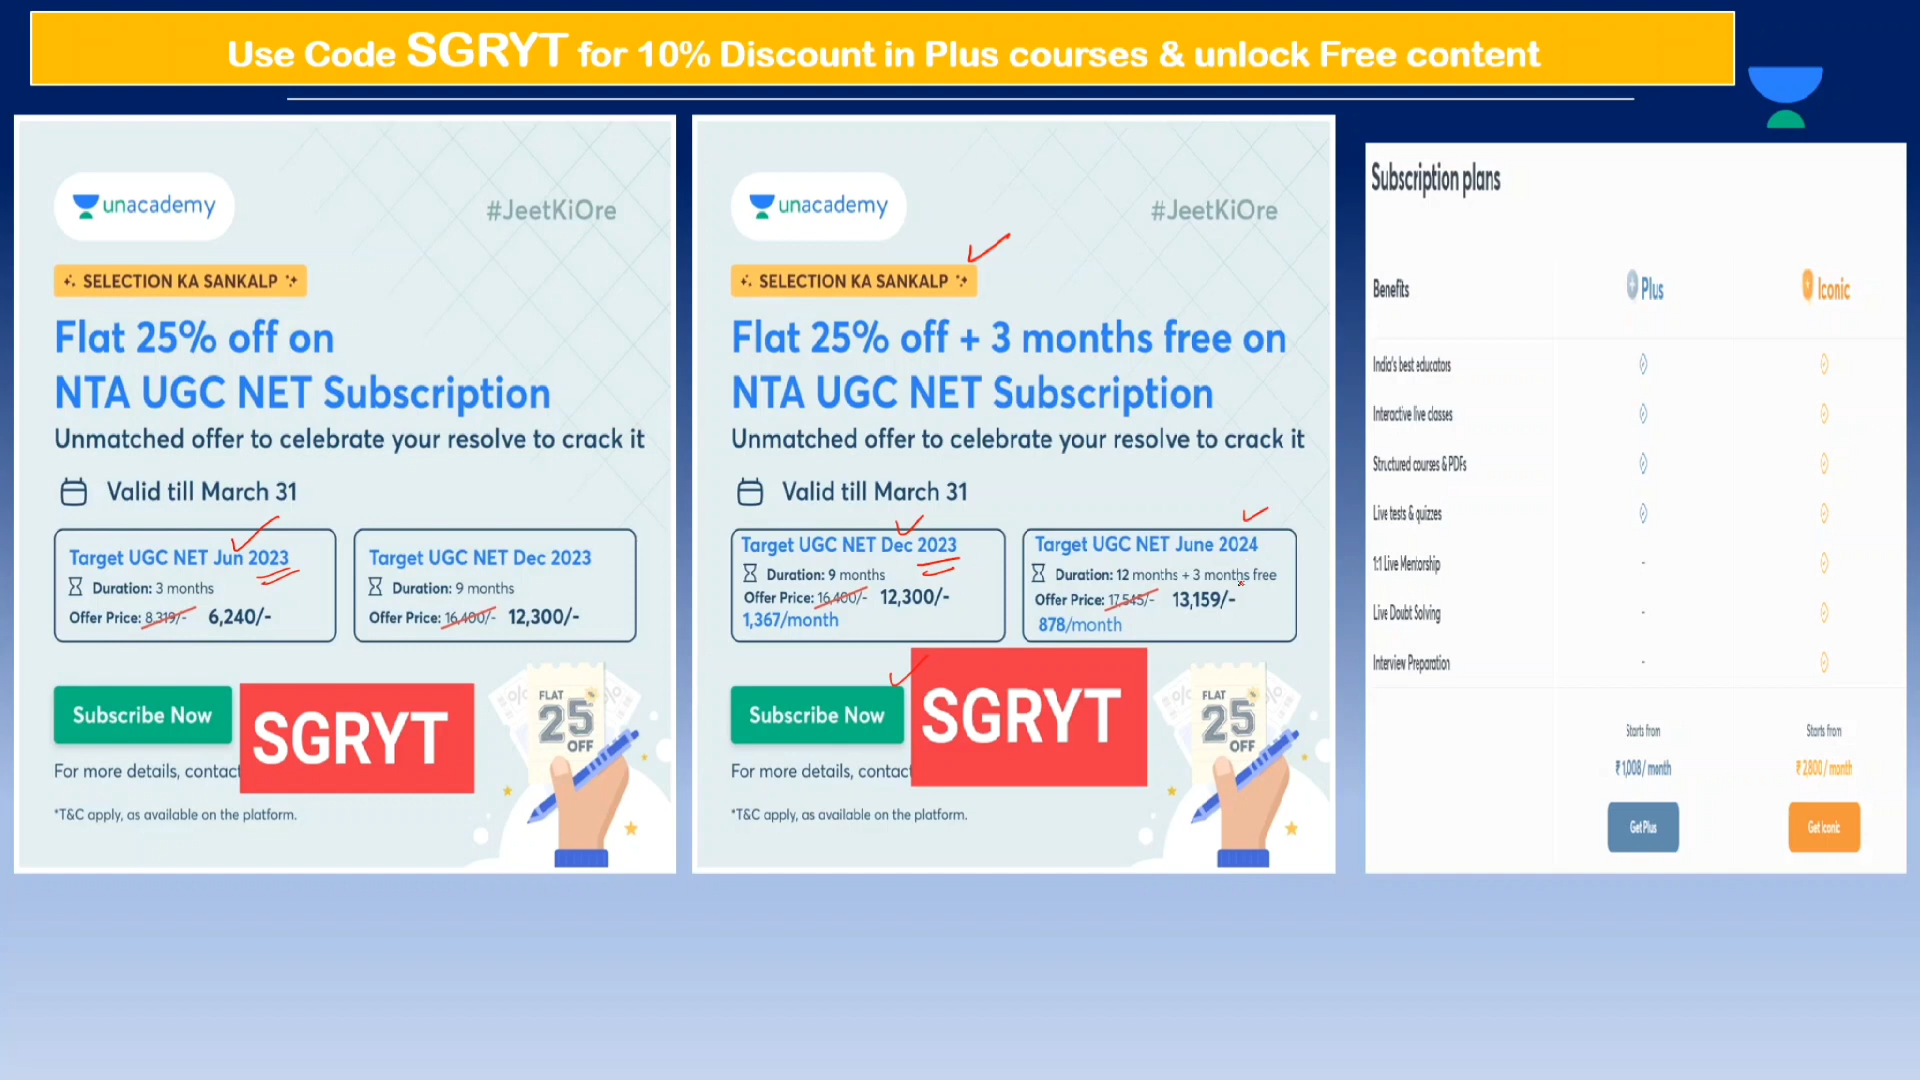 Use Code SGRYT for 10% Discount in Plus courses & unlock Free content
unacademy
#JeetKiOre
SELECTION KA SANKALP
Flat 25% off on
NTA UGC NET Subscription
Unmatched offer to celebrate your resolve to crack it
Valid till March 31
Target UGC NET Jun 2023
Duration: 3 months
Offer Price: 8,319/- 6,240/-
Target UGC NET Dec 2023
Duration: 9 months
Offer Price: 16,400/- 12,300/-
Subscribe Now
SGRYT
For more details, contact
*T&C apply, as available on the platform.
FLAT
25
OFF
unacademy
#JeetKiOre
SELECTION KA SANKALP
Flat 25% off + 3 months free on
NTA UGC NET Subscription
Unmatched offer to celebrate your resolve to crack it
Valid till March 31
Target UGC NET Dec 2023
Duration: 9 months
Offer Price: 16,400/- 12,300/-
1,367/month
Target UGC NET June 2024
Duration: 12 months + 3 months free
Offer Price: 17,545/- 13,159/-
878/month
Subscribe Now
SGRYT
For more details, contact
*T&C apply, as available on the platform.
FLAT
25
OFF
Subscription plans
Benefits Plus Iconic
India's best educators
Interactive live classes
Structured courses & PDFs
Live tests & quizzes
1:1 Live Mentorship -
Live Doubt Solving -
Interview Preparation -
Starts from Starts from
₹ 1,008 / month ₹ 2,800 / month
Get Plus Get Iconic